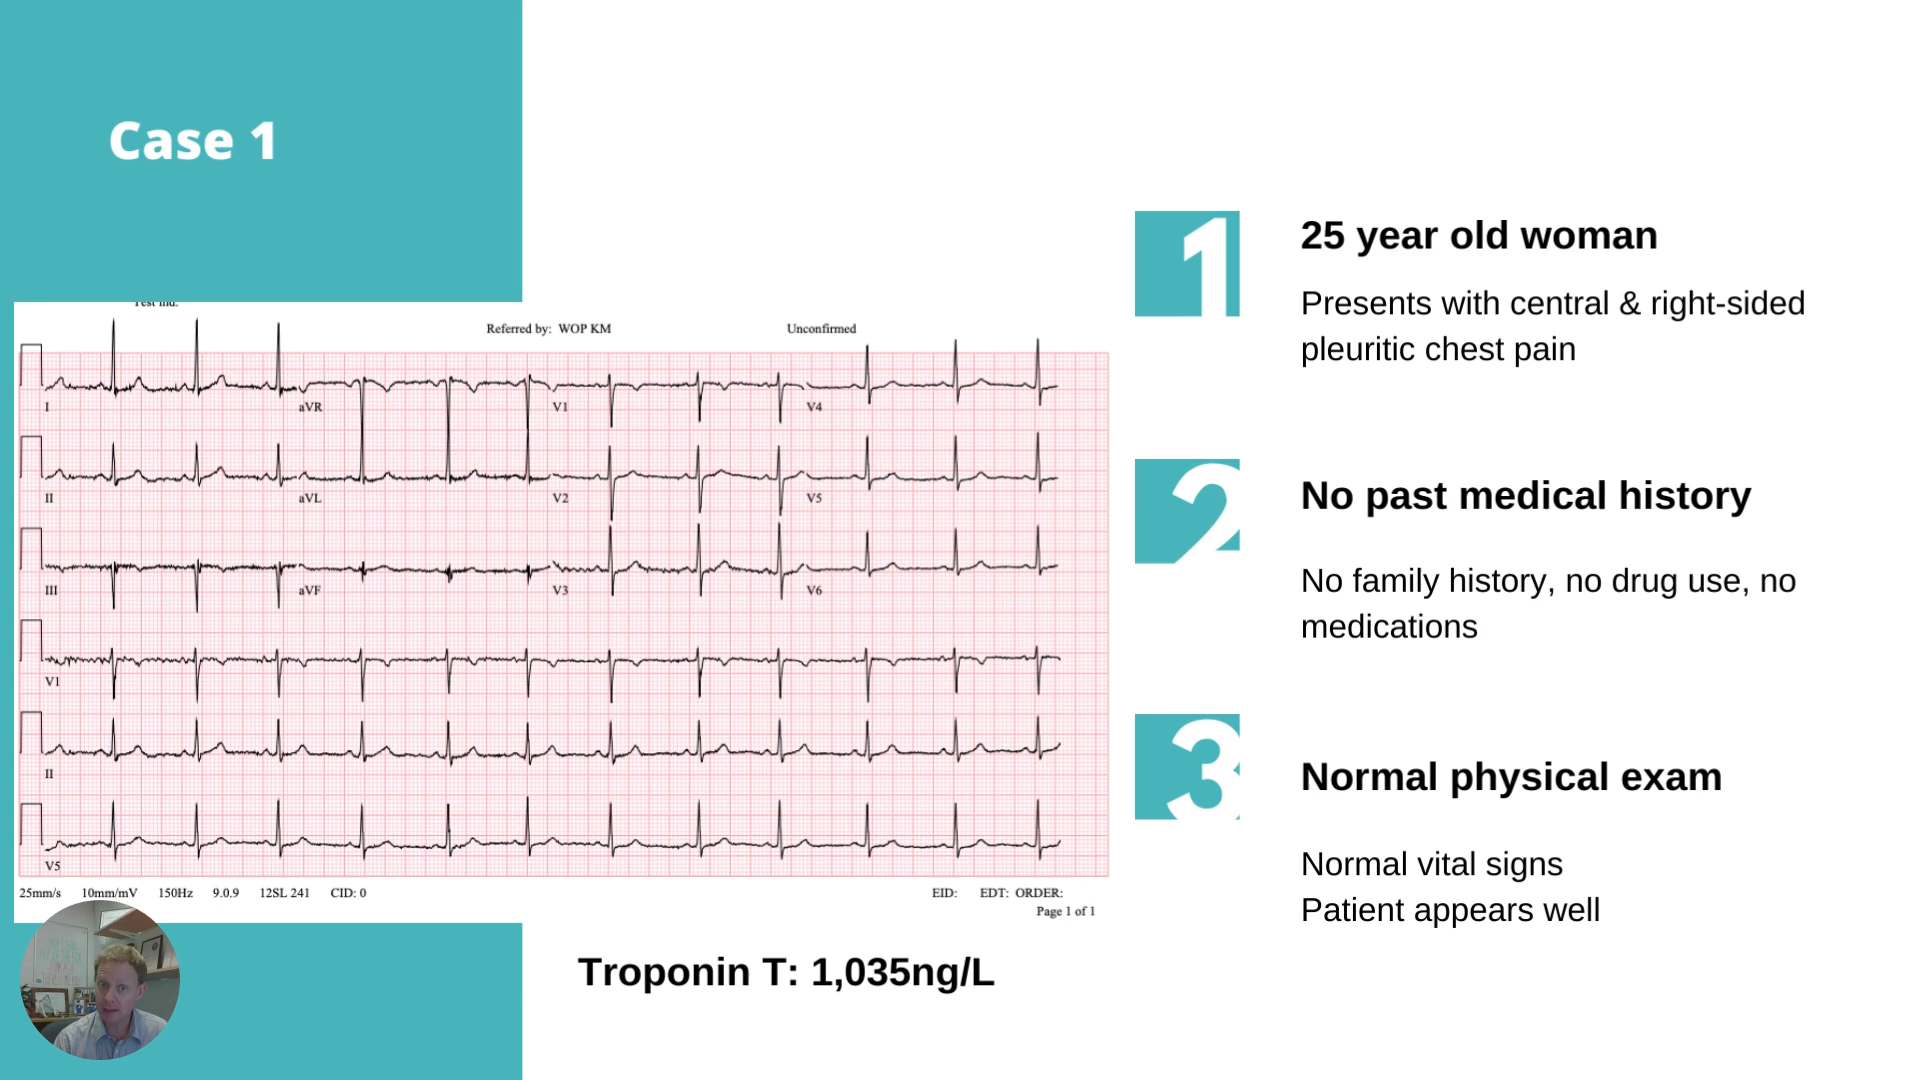 Case 1
Test ind:
Referred by: WOP KM
Unconfirmed
I
aVR
V1
V4
II
aVL
V2
V5
III
aVF
V3
V6
V1
II
V5
25mm/s 10mm/mV 150Hz 9.0.9 12SL 241 CID: 0
EID: EDT: ORDER:
Page 1 of 1
Troponin T: 1,035ng/L
1
25 year old woman
Presents with central & right-sided
pleuritic chest pain
2
No past medical history
No family history, no drug use, no
medications
3
Normal physical exam
Normal vital signs
Patient appears well